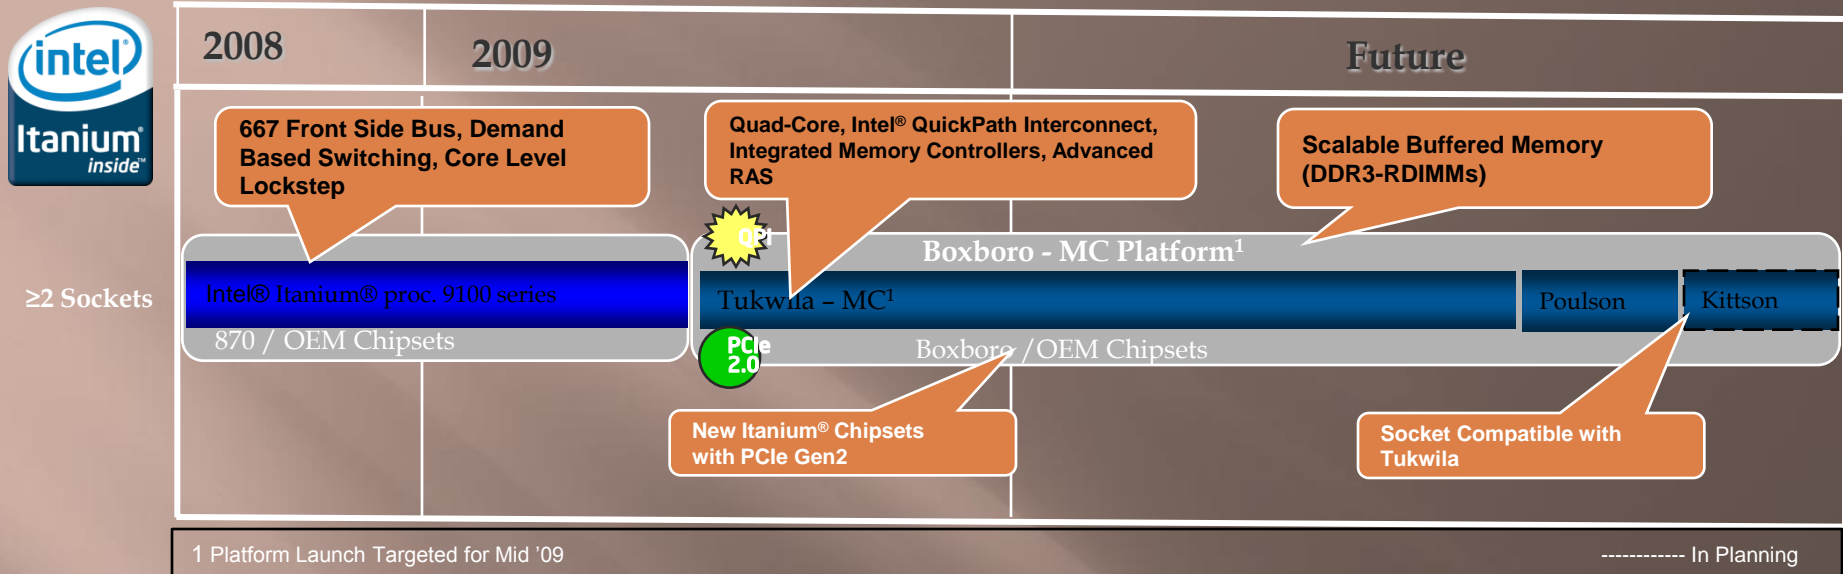 intel®
Itanium®
inside™
2008
2009
Future
667 Front Side Bus, Demand
Based Switching, Core Level
Lockstep
Quad-Core, Intel® QuickPath Interconnect,
Integrated Memory Controllers, Advanced
RAS
Scalable Buffered Memory
(DDR3-RDIMMs)
QPI
Boxboro - MC Platform¹
≥2 Sockets
Intel® Itanium® proc. 9100 series
Tukwila – MC¹
Poulson
Kittson
870 / OEM Chipsets
PCIe
2.0
Boxboro /OEM Chipsets
New Itanium® Chipsets
with PCIe Gen2
Socket Compatible with
Tukwila
1 Platform Launch Targeted for Mid '09
------------ In Planning